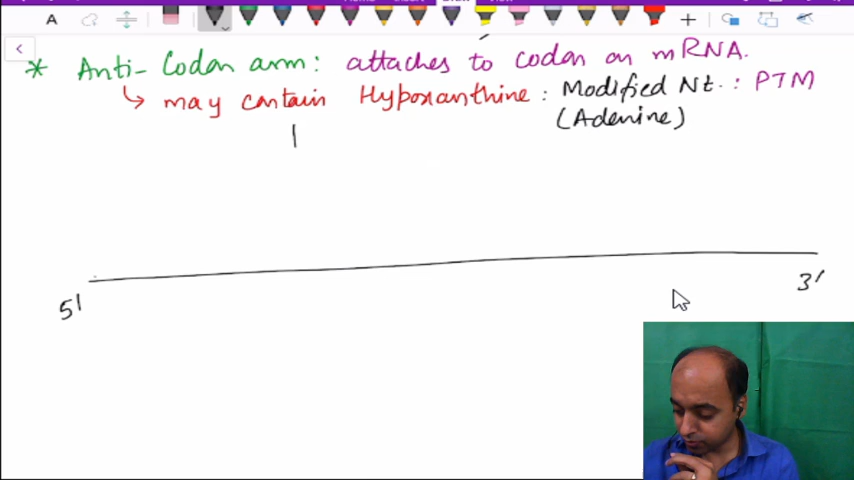 * Anti-Codon arm: attaches to codon on mRNA.
↳ may contain Hypoxanthine: Modified Nt.: PTM
(Adenine)
5'
3'